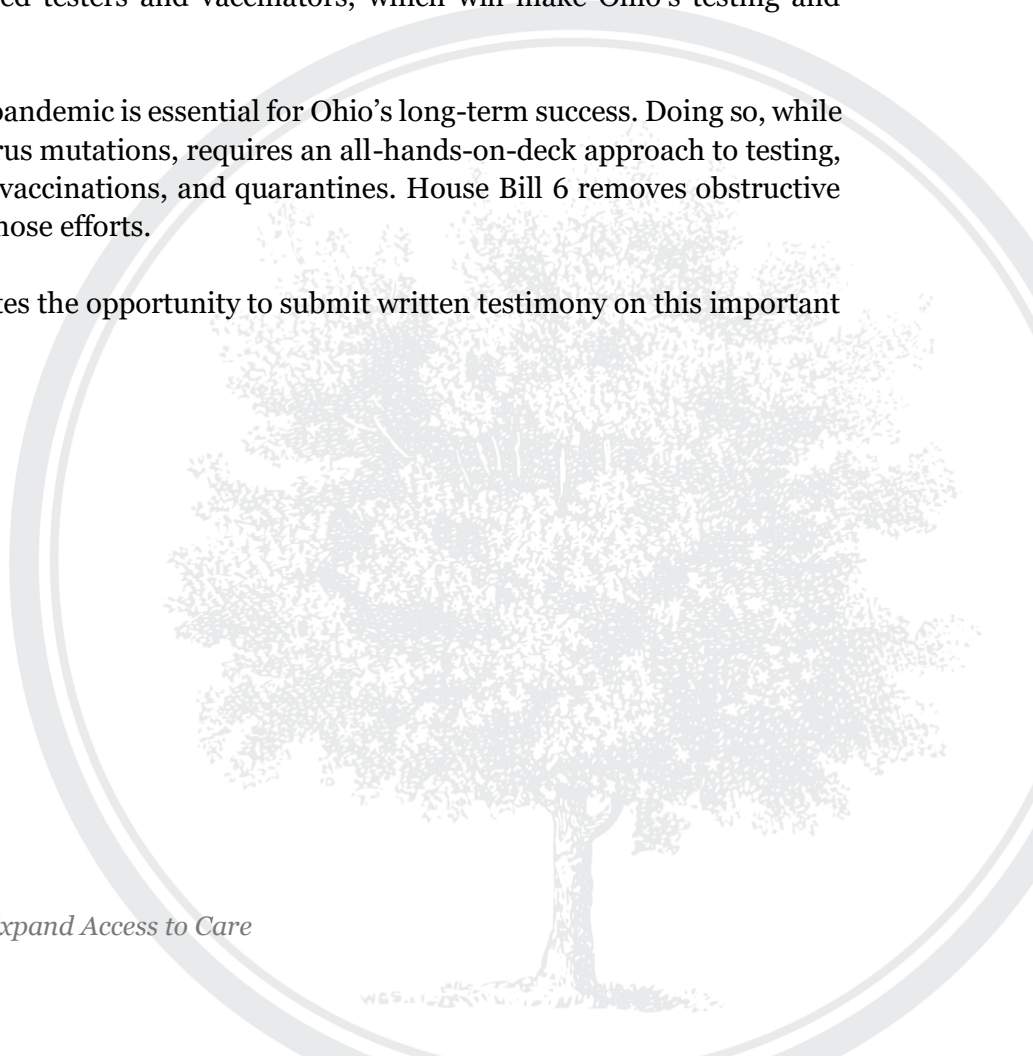 ed testers and vaccinators, which will make Ohio's testing and
pandemic is essential for Ohio’s long-term success. Doing so, while
rus mutations, requires an all-hands-on-deck approach to testing,
vaccinations, and quarantines. House Bill 6 removes obstructive
hose efforts.
tes the opportunity to submit written testimony on this important
xpand Access to Care